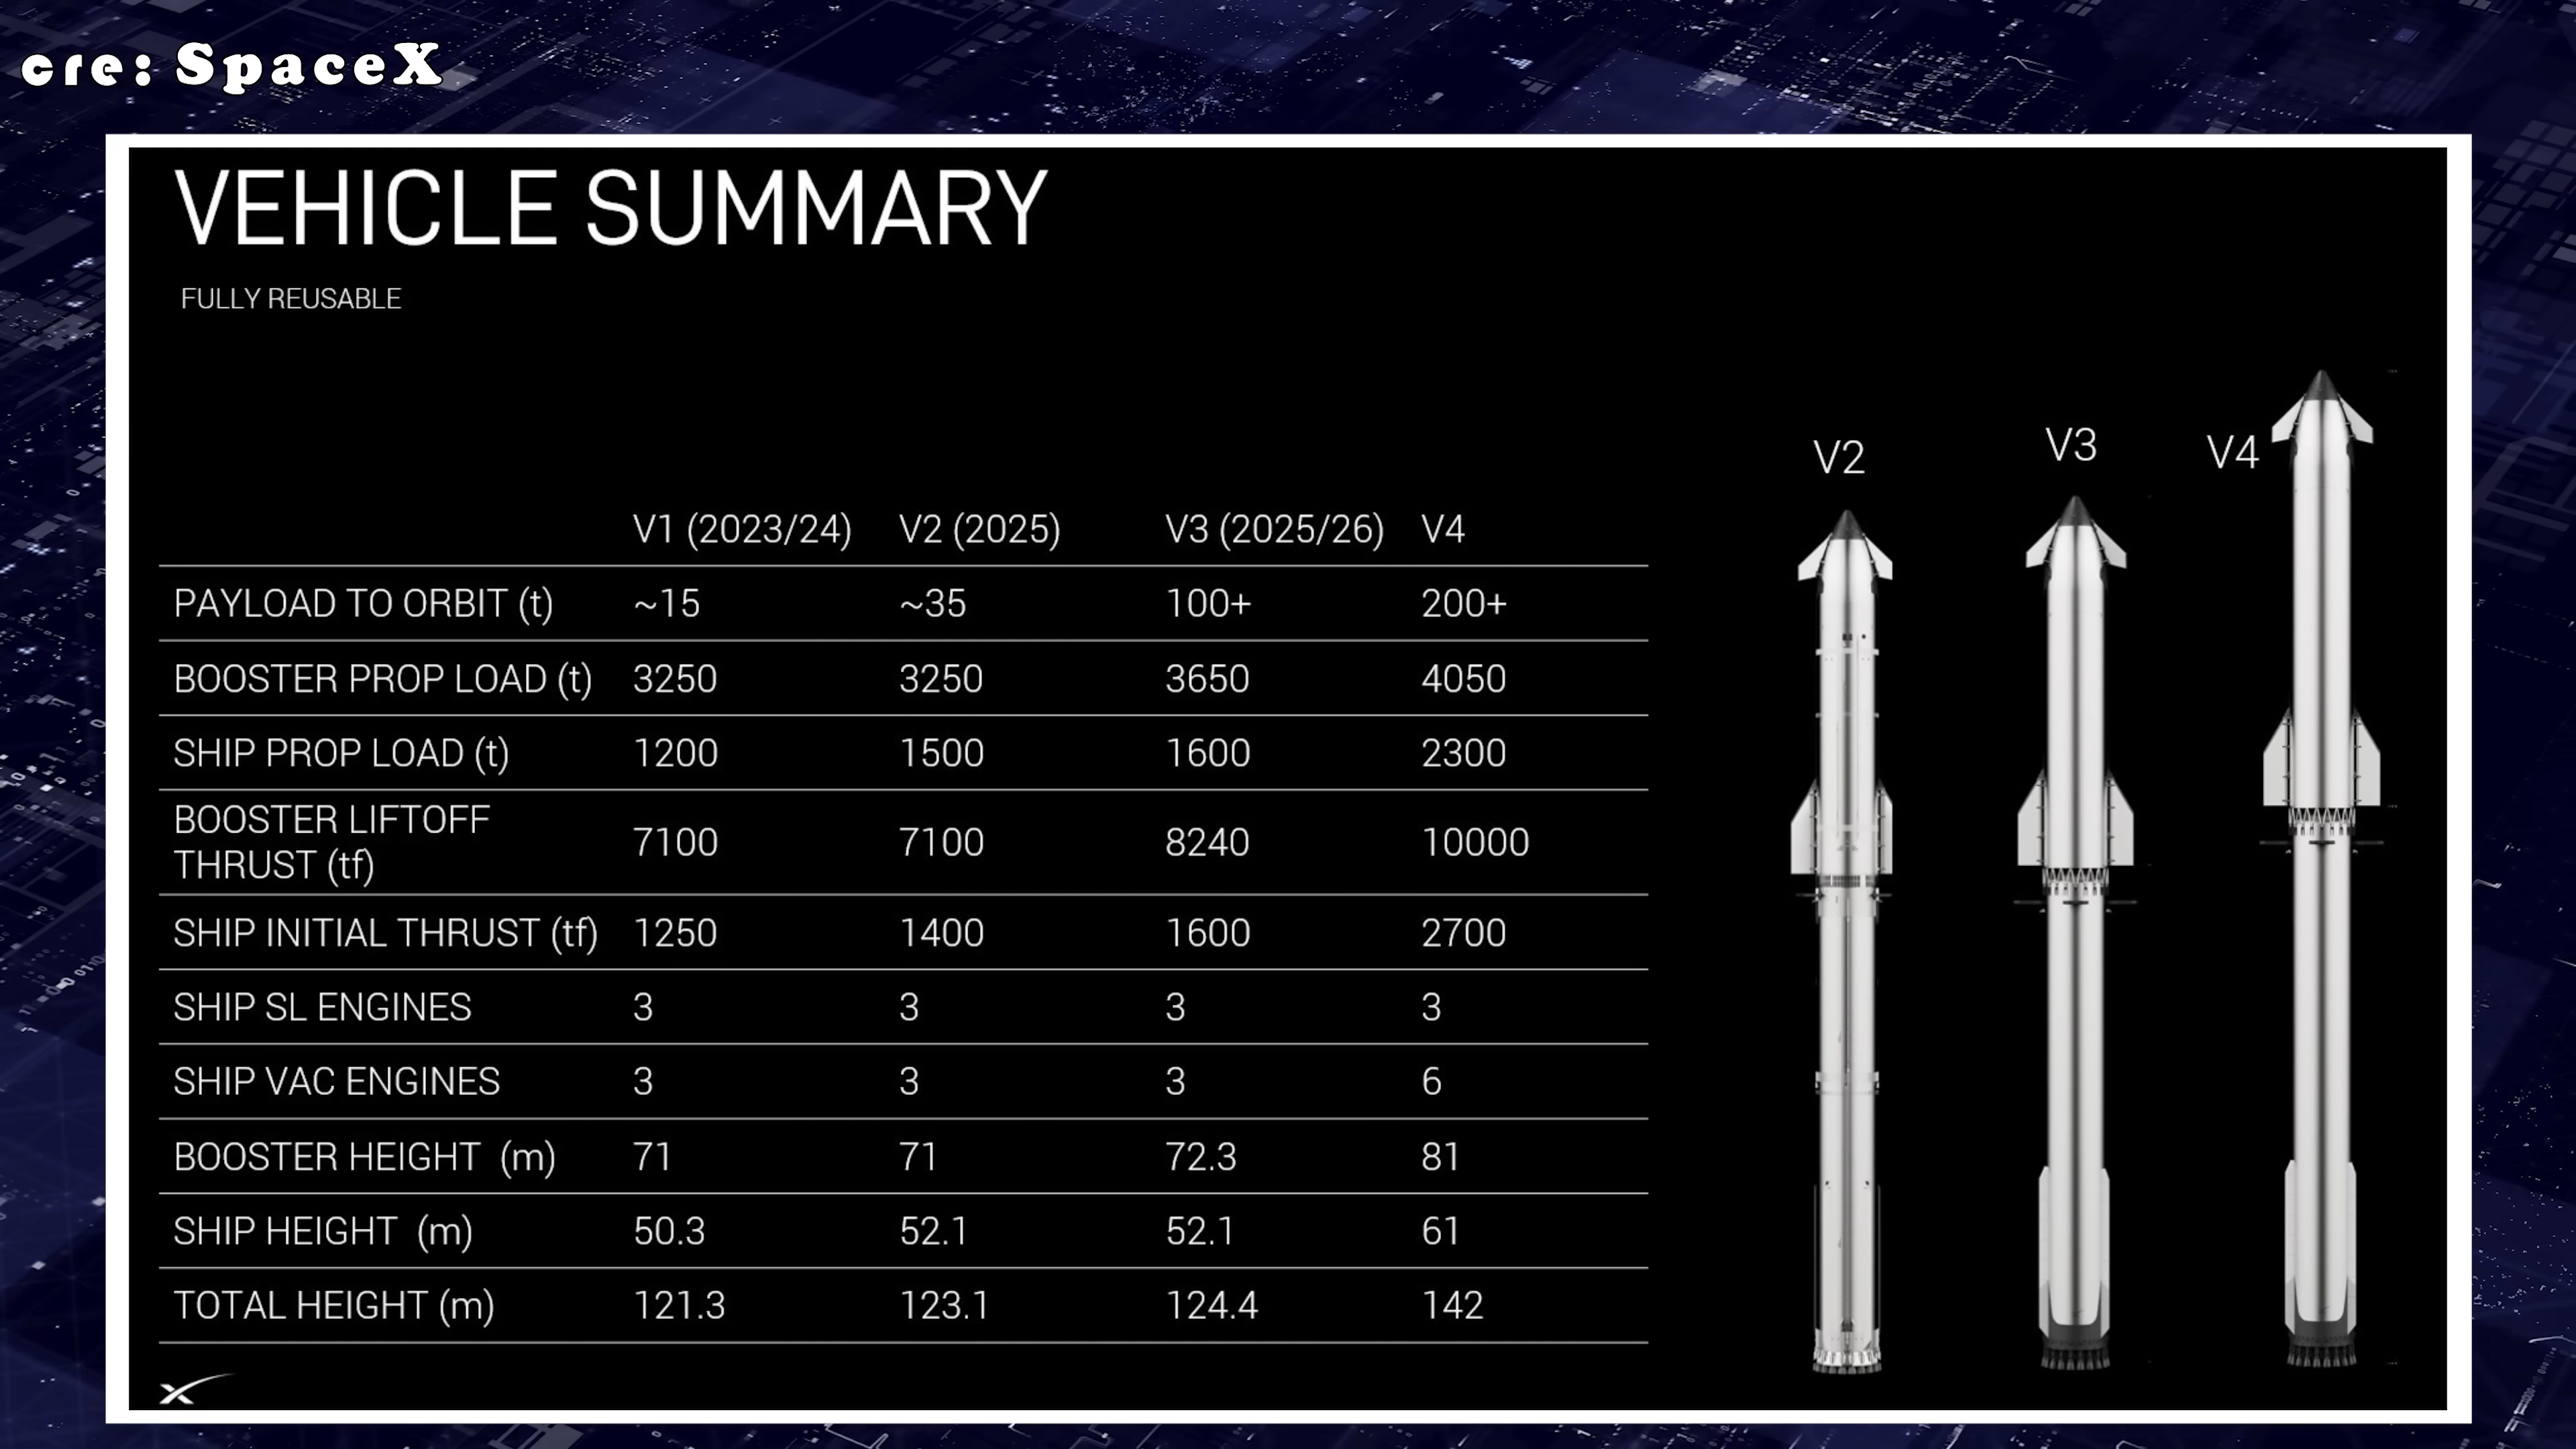 cre: SpaceX
VEHICLE SUMMARY
FULLY REUSABLE
V2
V3
V4
V1 (2023/24) V2 (2025) V3 (2025/26) V4
PAYLOAD TO ORBIT (t) ~15 ~35 100+ 200+
BOOSTER PROP LOAD (t) 3250 3250 3650 4050
SHIP PROP LOAD (t) 1200 1500 1600 2300
BOOSTER LIFTOFF
THRUST (tf) 7100 7100 8240 10000
SHIP INITIAL THRUST (tf) 1250 1400 1600 2700
SHIP SL ENGINES 3 3 3 3
SHIP VAC ENGINES 3 3 3 6
BOOSTER HEIGHT (m) 71 71 72.3 81
SHIP HEIGHT (m) 50.3 52.1 52.1 61
TOTAL HEIGHT (m) 121.3 123.1 124.4 142